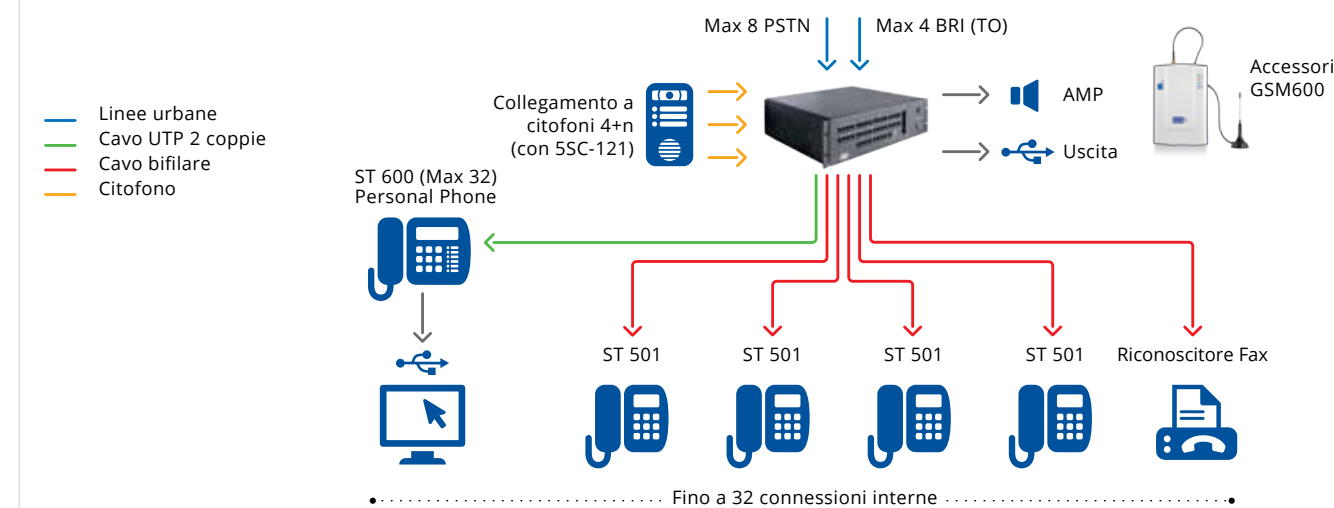 Max 8 PSTN
Max 4 BRI (TO)
Accessori
GSM600
Linee urbane
Cavo UTP 2 coppie
Cavo bifilare
Citofono
Collegamento a
citofoni 4+n
(con 5SC-121)
AMP
Uscita
ST 600 (Max 32)
Personal Phone
ST 501
ST 501
ST 501
ST 501
Riconoscitore Fax
Fino a 32 connessioni interne